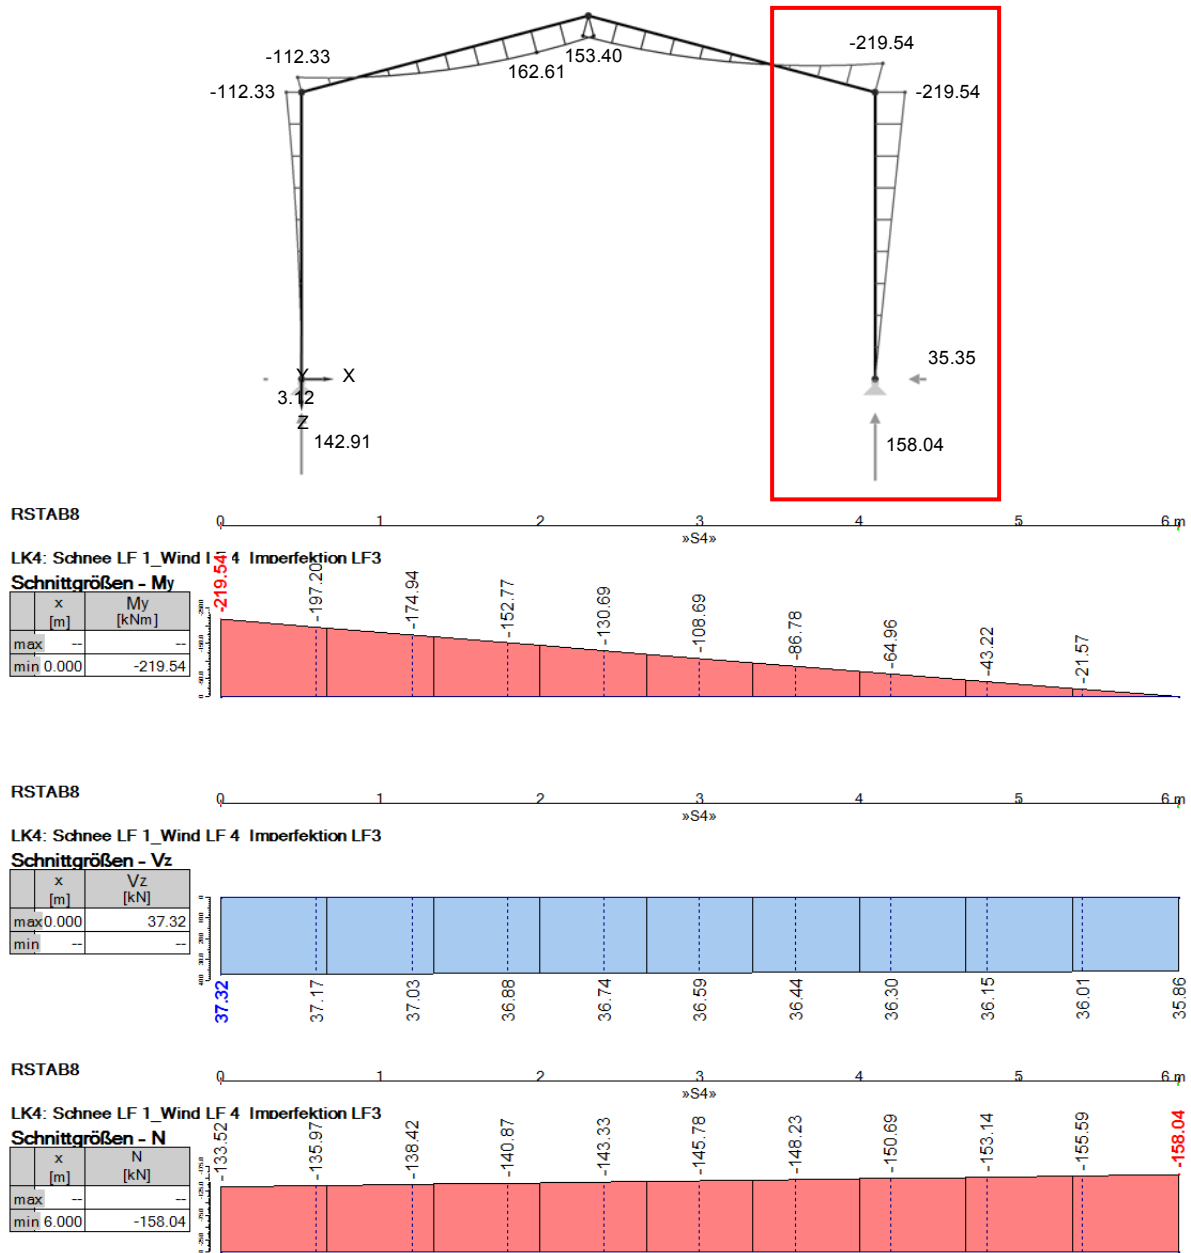 -112.33
-112.33
162.61
153.40
-219.54
-219.54
Y
X
3.12
Z
142.91
35.35
158.04
RSTAB8
0 1 2 3 4 5 6 m
»S4»
LK4: Schnee LF 1_Wind LF 4 Imperfektion LF3
Schnittgrößen - My
x My
[m] [kNm]
max -- --
min 0.000 -219.54
-219.54 -197.20 -174.94 -152.77 -130.69 -108.69 -86.78 -64.96 -43.22 -21.57
RSTAB8
0 1 2 3 4 5 6 m
»S4»
LK4: Schnee LF 1_Wind LF 4 Imperfektion LF3
Schnittgrößen - Vz
x Vz
[m] [kN]
max 0.000 37.32
min -- --
37.32 37.17 37.03 36.88 36.74 36.59 36.44 36.30 36.15 36.01 35.86
RSTAB8
0 1 2 3 4 5 6 m
»S4»
LK4: Schnee LF 1_Wind LF 4 Imperfektion LF3
Schnittgrößen - N
x N
[m] [kN]
max -- --
min 6.000 -158.04
-133.52 -135.97 -138.42 -140.87 -143.33 -145.78 -148.23 -150.69 -153.14 -155.59 -158.04